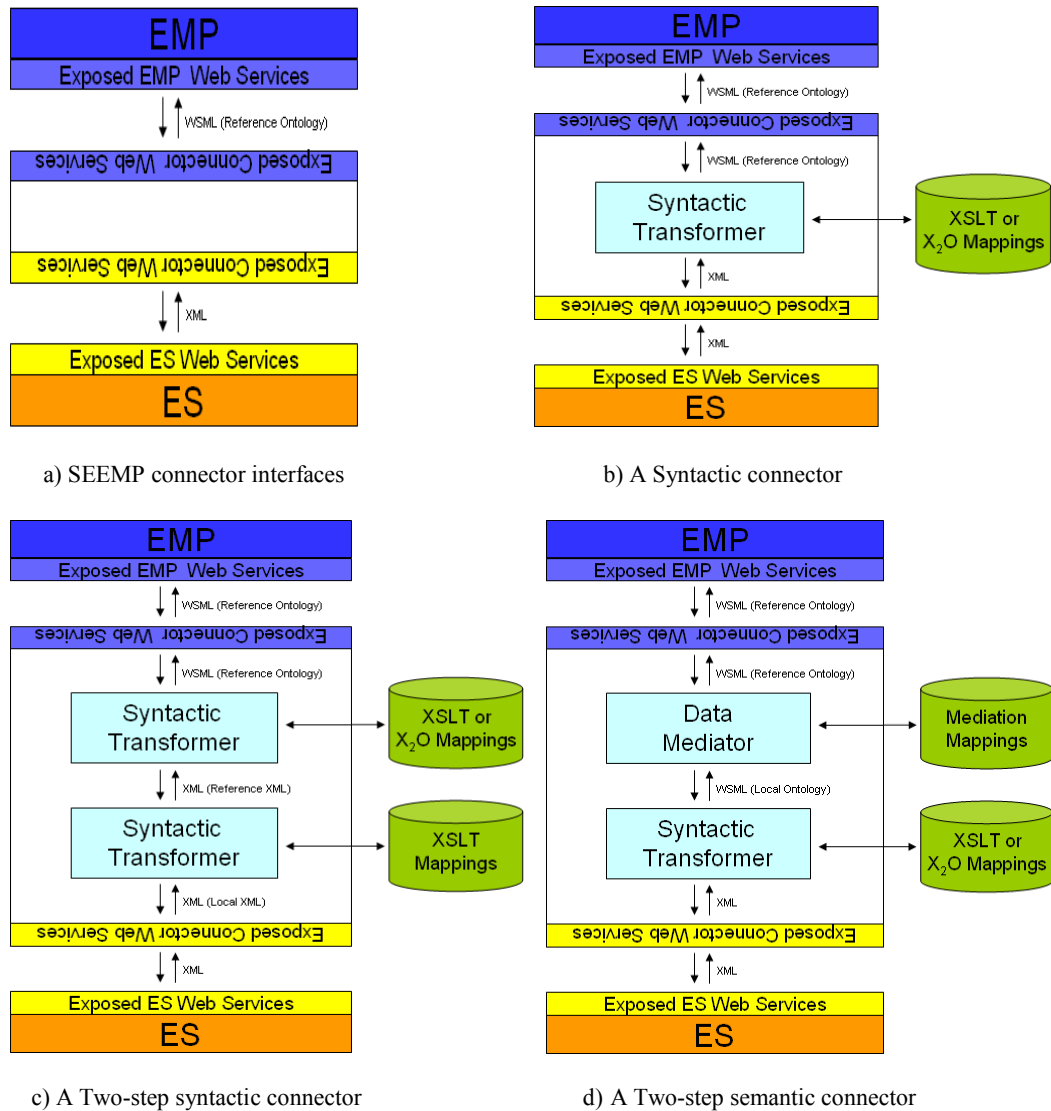 EMP
Exposed EMP Web Services
WSML (Reference Ontology)
Exposed Connector Web Services
Exposed Connector Web Services
XML
Exposed ES Web Services
ES
a) SEEMP connector interfaces
EMP
Exposed EMP Web Services
WSML (Reference Ontology)
Exposed Connector Web Services
WSML (Reference Ontology)
Syntactic
Transformer
XSLT or
X2O Mappings
XML
Exposed Connector Web Services
XML
Exposed ES Web Services
ES
b) A Syntactic connector
EMP
Exposed EMP Web Services
WSML (Reference Ontology)
Exposed Connector Web Services
WSML (Reference Ontology)
Syntactic
Transformer
XSLT or
X2O Mappings
XML (Reference XML)
Syntactic
Transformer
XSLT
Mappings
XML (Local XML)
Exposed Connector Web Services
XML
Exposed ES Web Services
ES
c) A Two-step syntactic connector
EMP
Exposed EMP Web Services
WSML (Reference Ontology)
Exposed Connector Web Services
WSML (Reference Ontology)
Data
Mediator
Mediation
Mappings
WSML (Local Ontology)
Syntactic
Transformer
XSLT or
X2O Mappings
XML
Exposed Connector Web Services
XML
Exposed ES Web Services
ES
d) A Two-step semantic connector